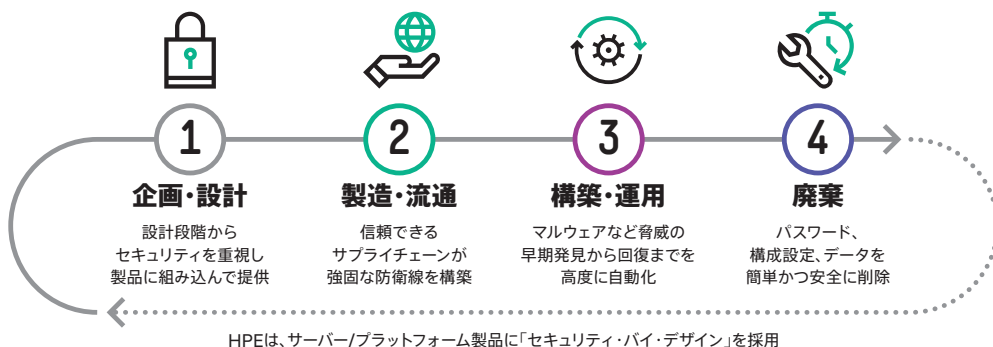 1
企画・設計
設計段階から
セキュリティを重視し
製品に組み込んで提供
2
製造・流通
信頼できる
サプライチェーンが
強固な防衛線を構築
3
構築・運用
マルウェアなど脅威の
早期発見から回復までを
高度に自動化
4
廃棄
パスワード、
構成設定、データを
簡単かつ安全に削除
HPEは、サーバー/プラットフォーム製品に「セキュリティ・バイ・デザイン」を採用